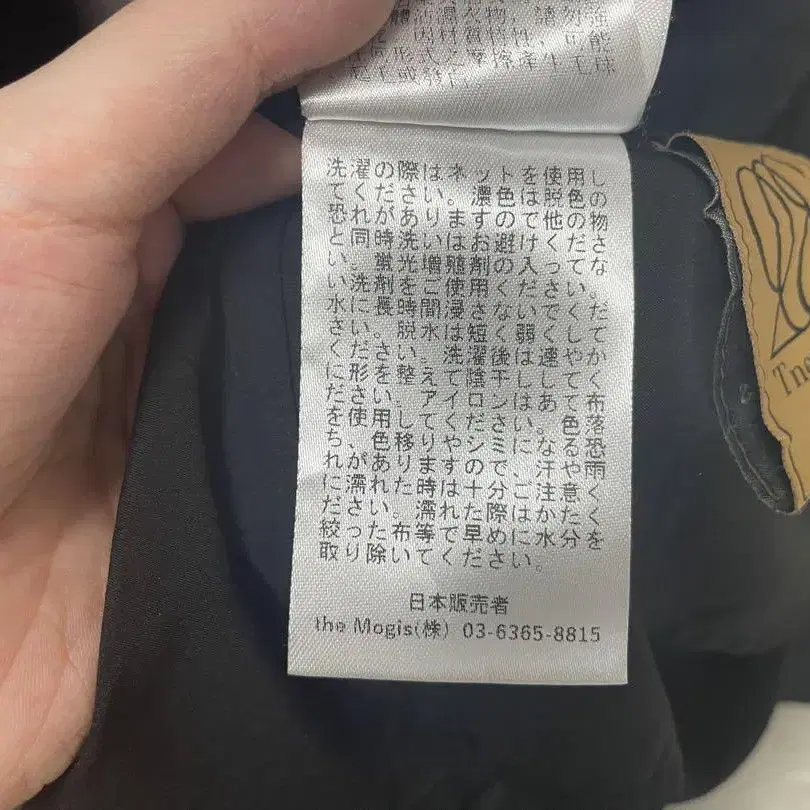 洗濯の際はネットを使用し
てください。濃色は脱色の
恐れがありますので他の物
と同時洗いはお避けくださ
い。蛍光増 剤の入っていな
い洗剤をご使用ください。
水に長時間浸さないでくだ
さい。脱水は短く弱くして
ください。洗濯後は速やか
に形を整えて陰干ししてく
ださい。アイロンはあて布
を使用してください。色落
ち、色移りやシミになる恐
れがありますので、汗や雨
に濡れた時は十分にご注意く
ださい。濡れた際はかたく
絞った布等で早めに水分を
取り除いてください。
日本販売者
the Mogis(株) 03-6365-8815